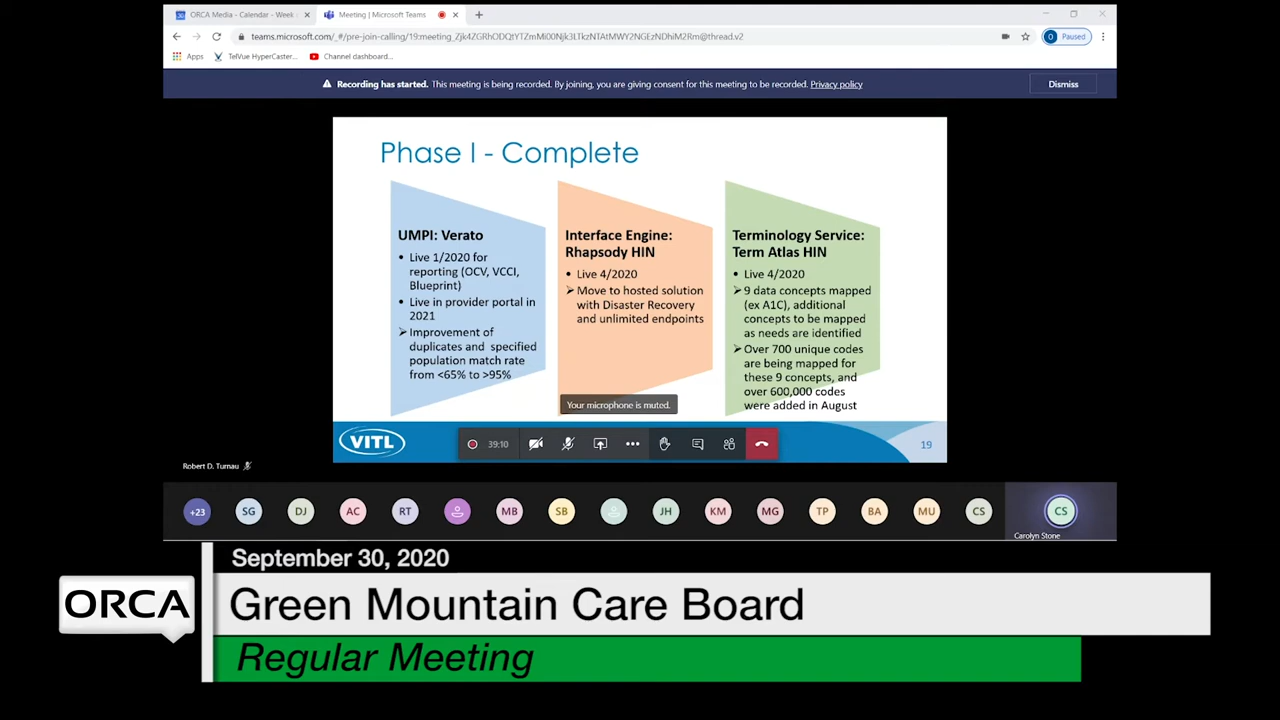 ORCA Media - Calendar - Week
Meeting | Microsoft Teams
teams.microsoft.com/_#/pre-join-calling/19:meeting_Zjk4ZGRhODQtYTZmMi00Njk3LTkzNTAtMWY2NGEzNDhiM2Rm@thread.v2
O Paused
Apps TelVue HyperCaster... Channel dashboard...
Recording has started. This meeting is being recorded. By joining, you are giving consent for this meeting to be recorded. Privacy policy
Dismiss
Phase I - Complete
UMPI: Verato
• Live 1/2020 for
reporting (OCV, VCCI,
Blueprint)
• Live in provider portal in
2021
➢ Improvement of
duplicates and specified
population match rate
from <65% to >95%
Interface Engine:
Rhapsody HIN
• Live 4/2020
➢ Move to hosted solution
with Disaster Recovery
and unlimited endpoints
Terminology Service:
Term Atlas HIN
• Live 4/2020
➢ 9 data concepts mapped
(ex A1C), additional
concepts to be mapped
as needs are identified
➢ Over 700 unique codes
are being mapped for
these 9 concepts, and
over 600,000 codes
were added in August
Your microphone is muted.
VITL
39:10
19
Robert D. Turnau
+23 SG DJ AC RT MB SB JH KM MG TP BA MU CS CS
Carolyn Stone
September 30, 2020
ORCA
Green Mountain Care Board
Regular Meeting